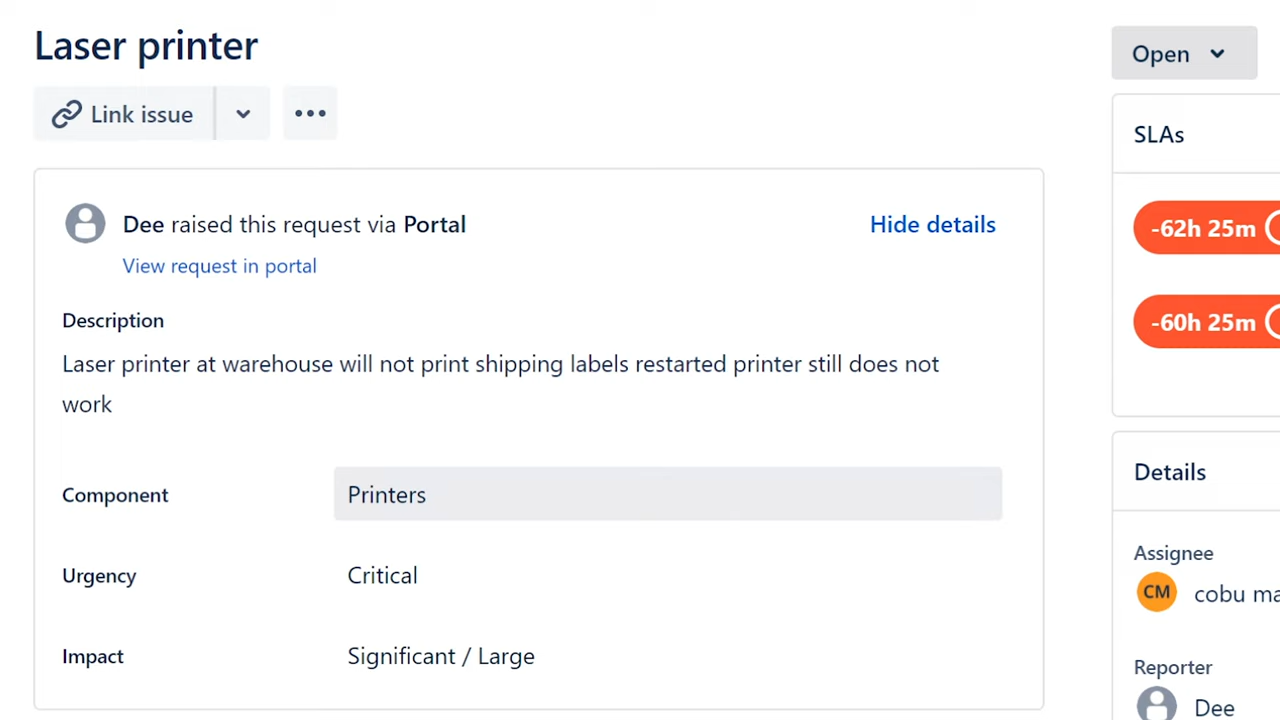 Laser printer
Open
Link issue
SLAs
Dee raised this request via Portal
Hide details
View request in portal
-62h 25m
Description
Laser printer at warehouse will not print shipping labels restarted printer still does not
work
-60h 25m
Component
Printers
Details
Urgency
Critical
Assignee
CM
cobu
Impact
Significant / Large
Reporter
Dee